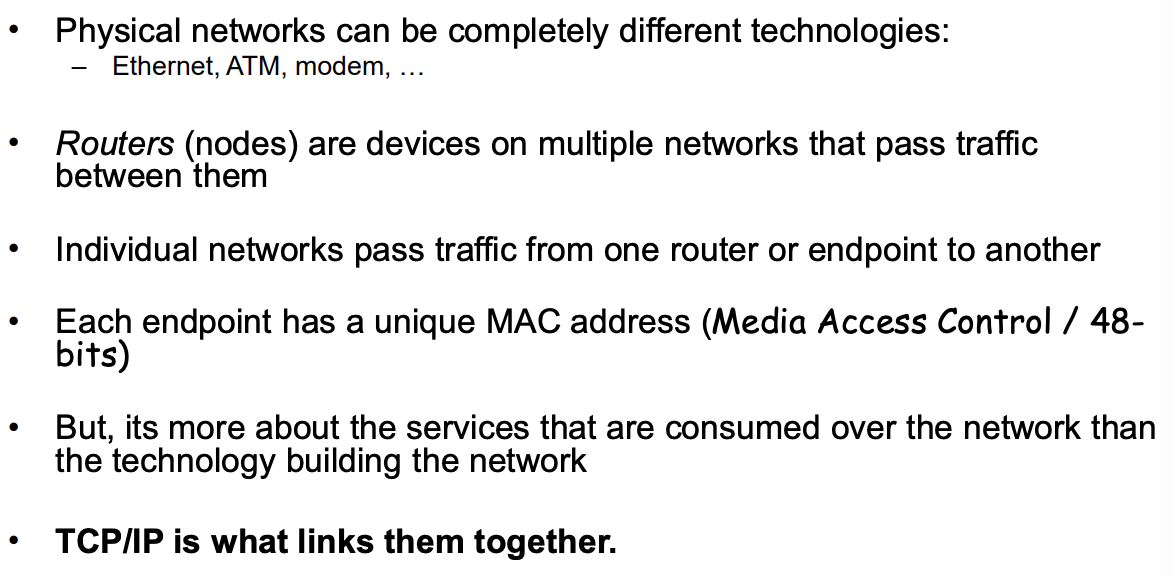 • Physical networks can be completely different technologies:
– Ethernet, ATM, modem, …
• Routers (nodes) are devices on multiple networks that pass traffic
between them
• Individual networks pass traffic from one router or endpoint to another
• Each endpoint has a unique MAC address (Media Access Control / 48-
bits)
• But, its more about the services that are consumed over the network than
the technology building the network
• TCP/IP is what links them together.